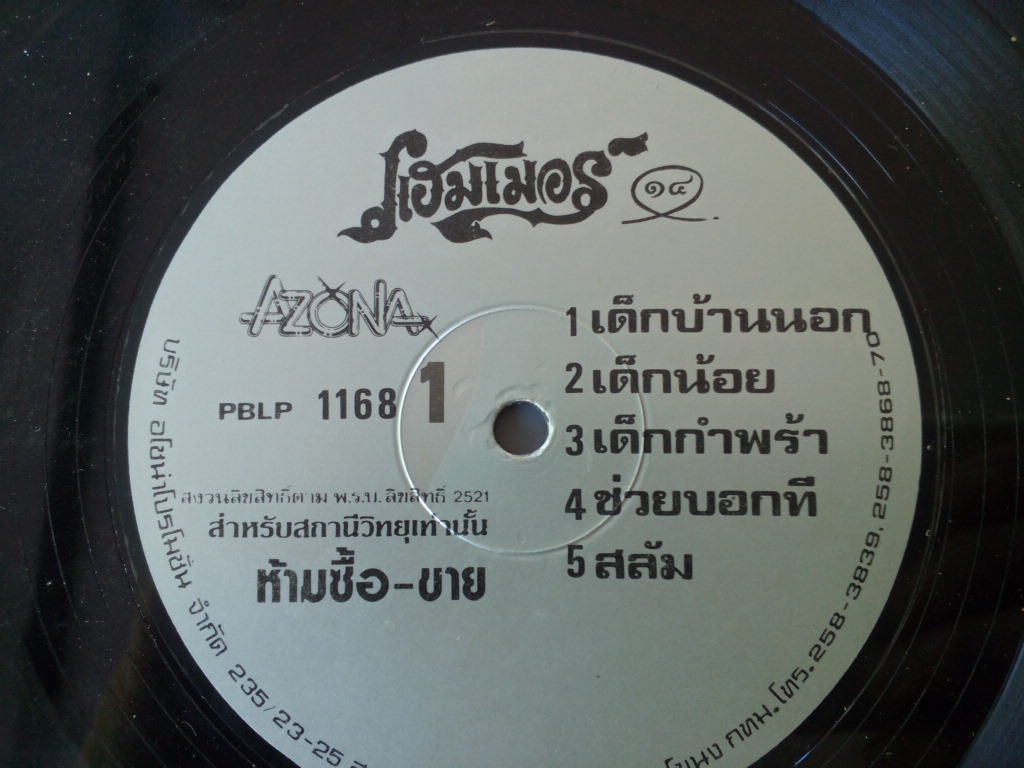 แฮมเมอร์
๑๔
AZONA
PBLP 1168 1
สงวนลิขสิทธิ์ตาม พ.ร.บ. ลิขสิทธิ์ 2521
สำหรับสถานีวิทยุเท่านั้น
ห้ามซื้อ-ขาย
1 เด็กบ้านนอก
2 เด็กน้อย
3 เด็กกำพร้า
4 ช่วยบอกที
5 สลัม
บริษัท อโซน่าโปรโมชั่น จำกัด 235/23-25
กทม. โทร. 258-3839, 258-3868-70